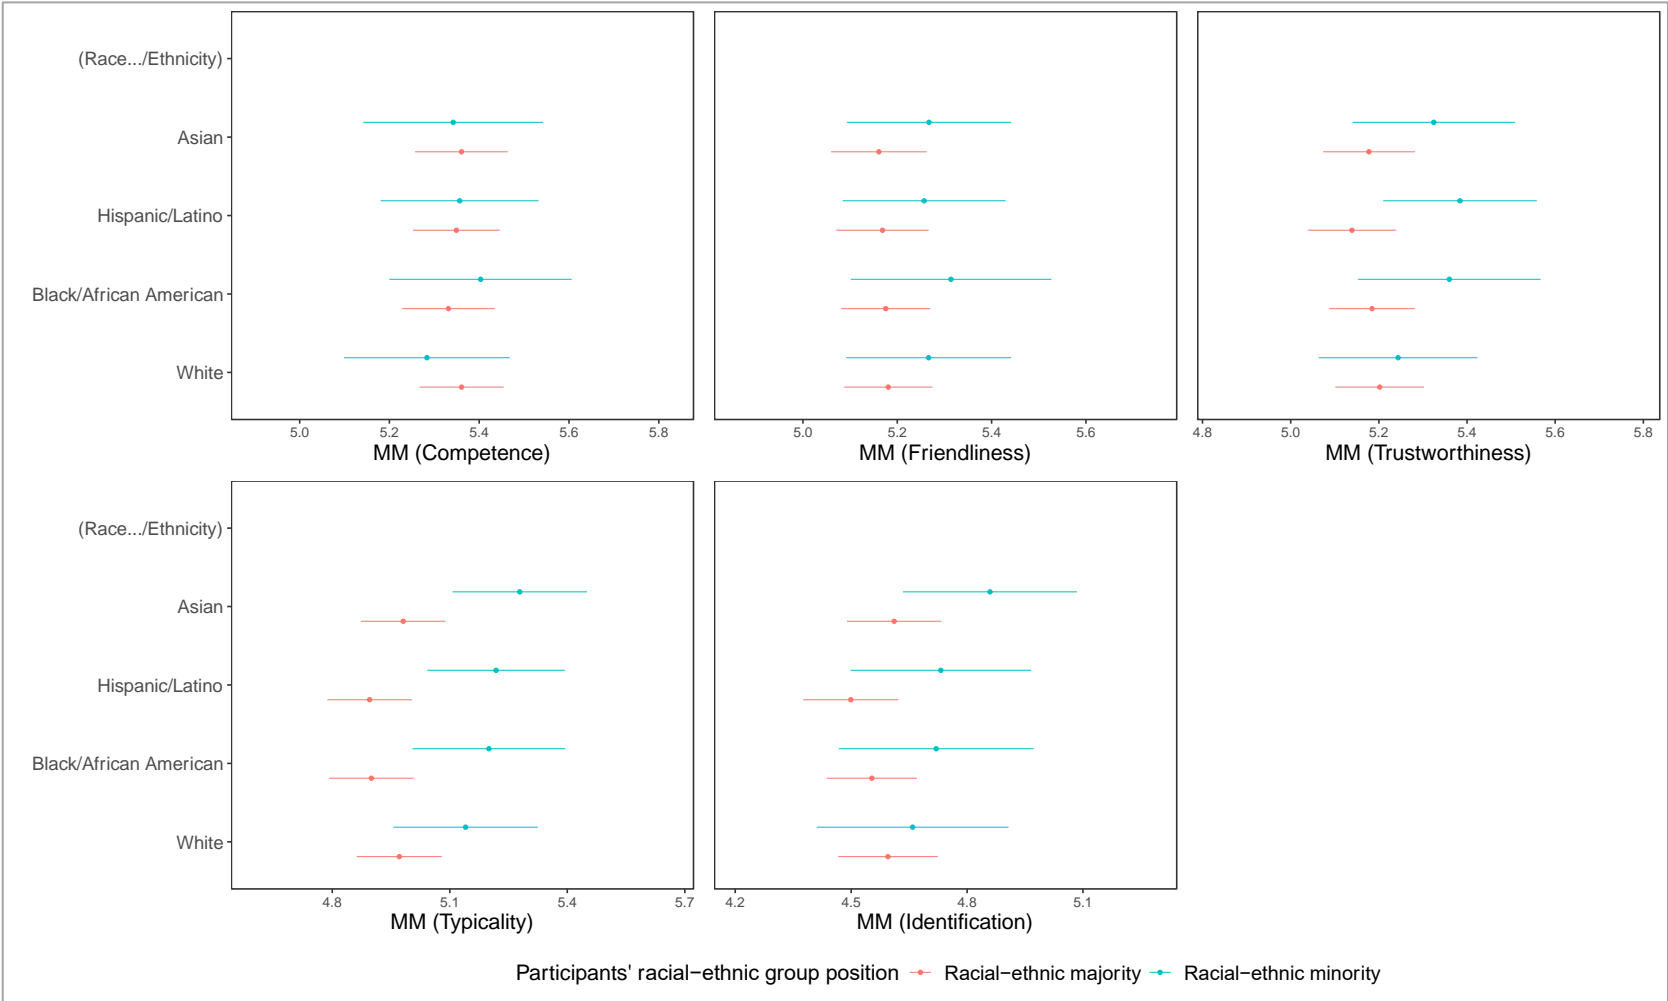 (Race.../Ethnicity)
Asian
Hispanic/Latino
Black/African American
White
5.0 5.2 5.4 5.6 5.8
MM (Competence)
5.0 5.2 5.4 5.6
MM (Friendliness)
4.8 5.0 5.2 5.4 5.6 5.8
MM (Trustworthiness)
(Race.../Ethnicity)
Asian
Hispanic/Latino
Black/African American
White
4.8 5.1 5.4 5.7
MM (Typicality)
4.2 4.5 4.8 5.1
MM (Identification)
Participants' racial−ethnic group position Racial−ethnic majority Racial−ethnic minority